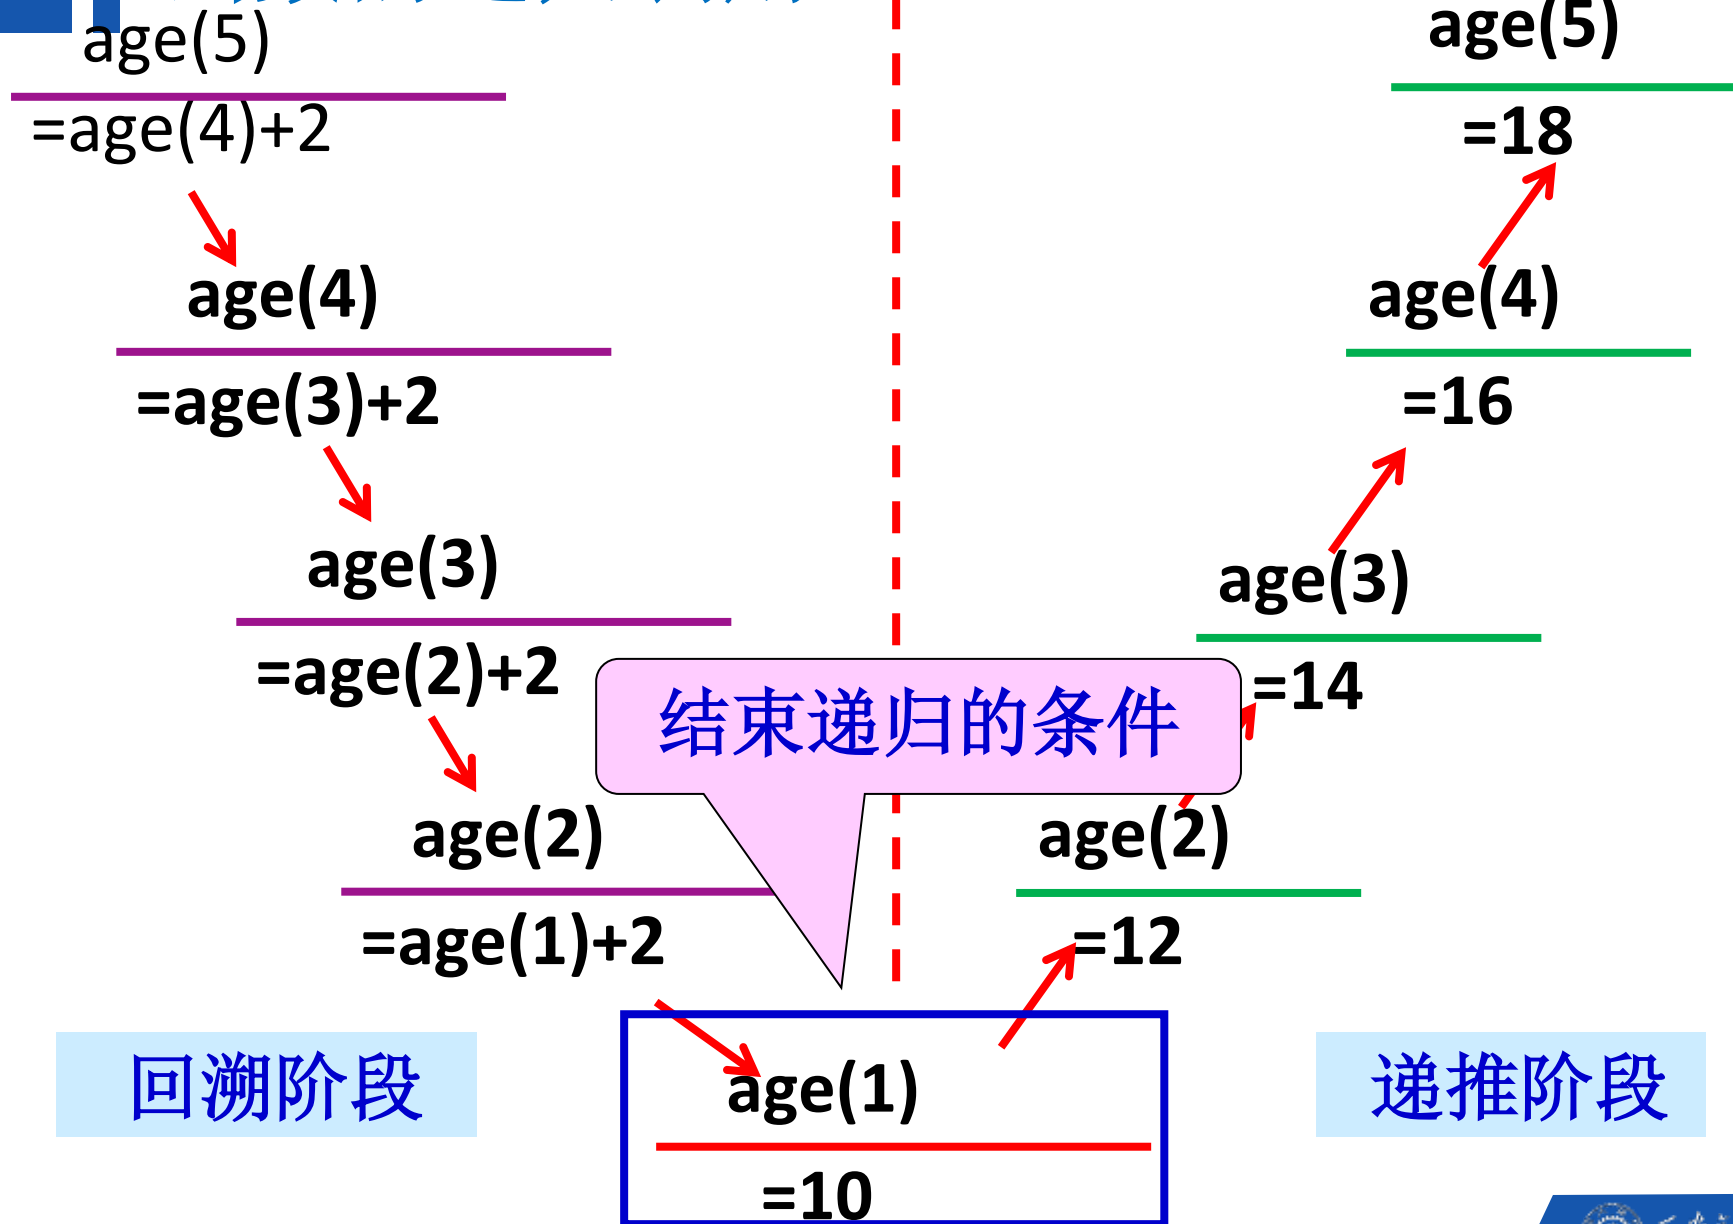 age(5)
=age(4)+2
age(4)
=age(3)+2
age(3)
=age(2)+2
age(2)
=age(1)+2
回溯阶段
结束递归的条件
age(1)
=10
age(5)
=18
age(4)
=16
age(3)
=14
age(2)
=12
递推阶段